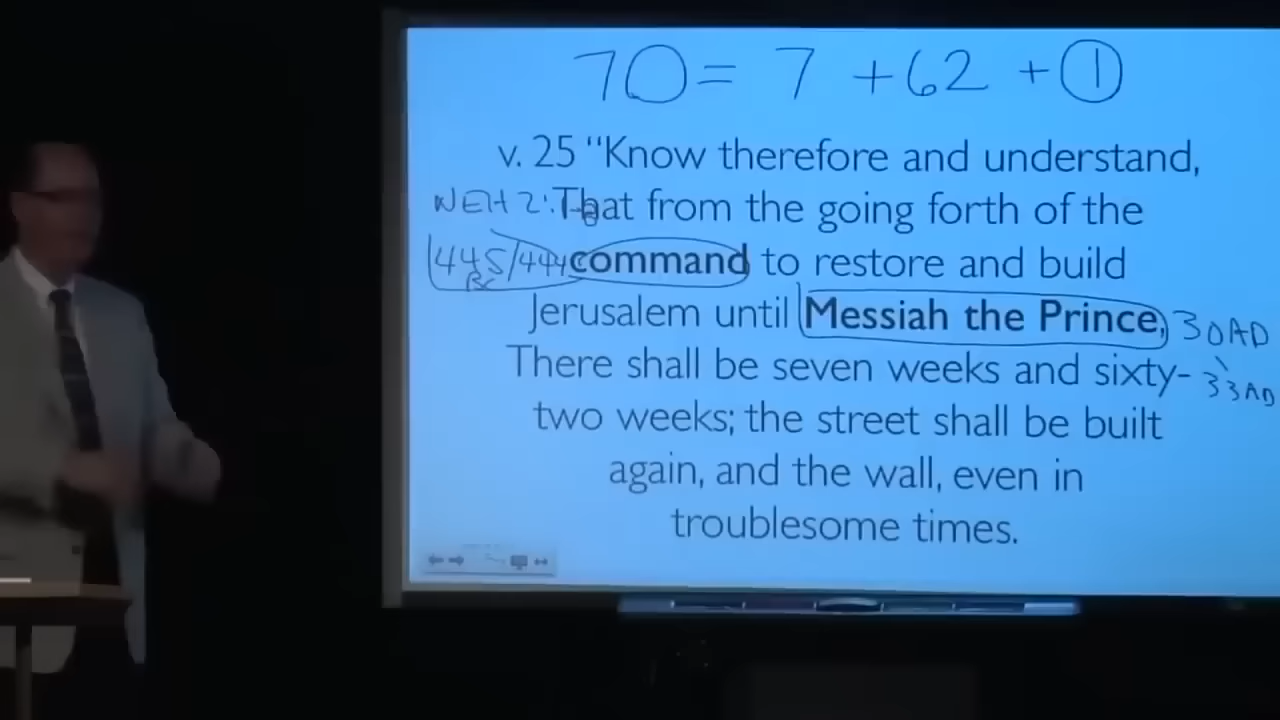 70 = 7 + 62 + 1
v. 25 "Know therefore and understand,
NEH 2: That from the going forth of the
445/444 command to restore and build
BC
Jerusalem until Messiah the Prince, 30AD
There shall be seven weeks and sixty- 33AD
two weeks; the street shall be built
again, and the wall, even in
troublesome times.